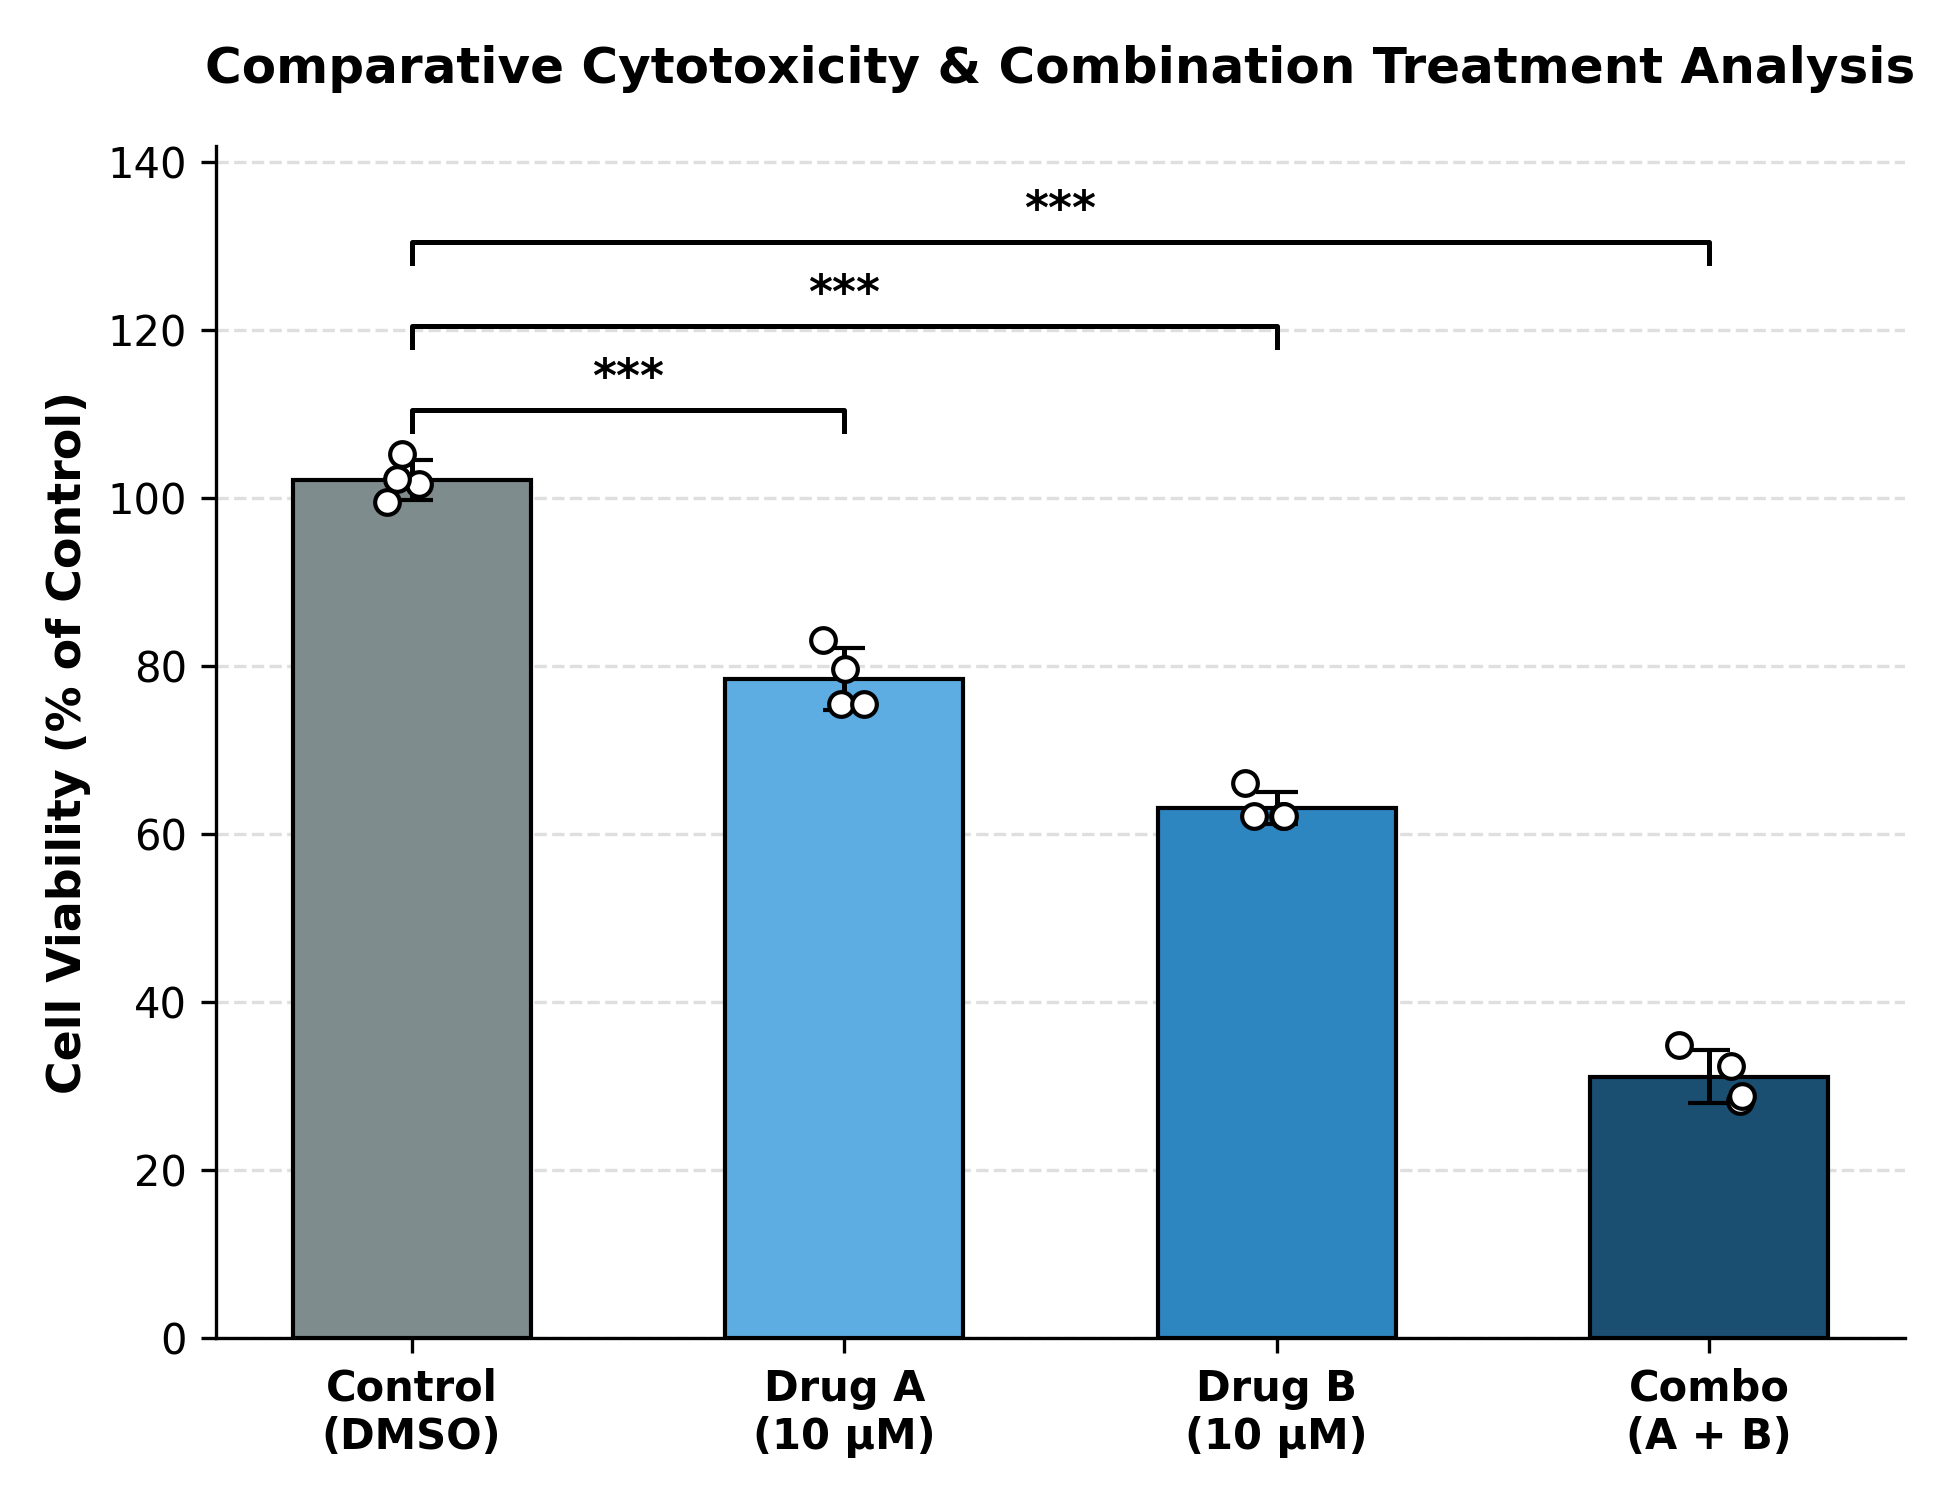 Comparative Cytotoxicity & Combination Treatment Analysis
140
***
***
120
***
100
80
60
40
20
0
Cell Viability (% of Control)
Control
(DMSO)
Drug A
(10 µM)
Drug B
(10 µM)
Combo
(A + B)